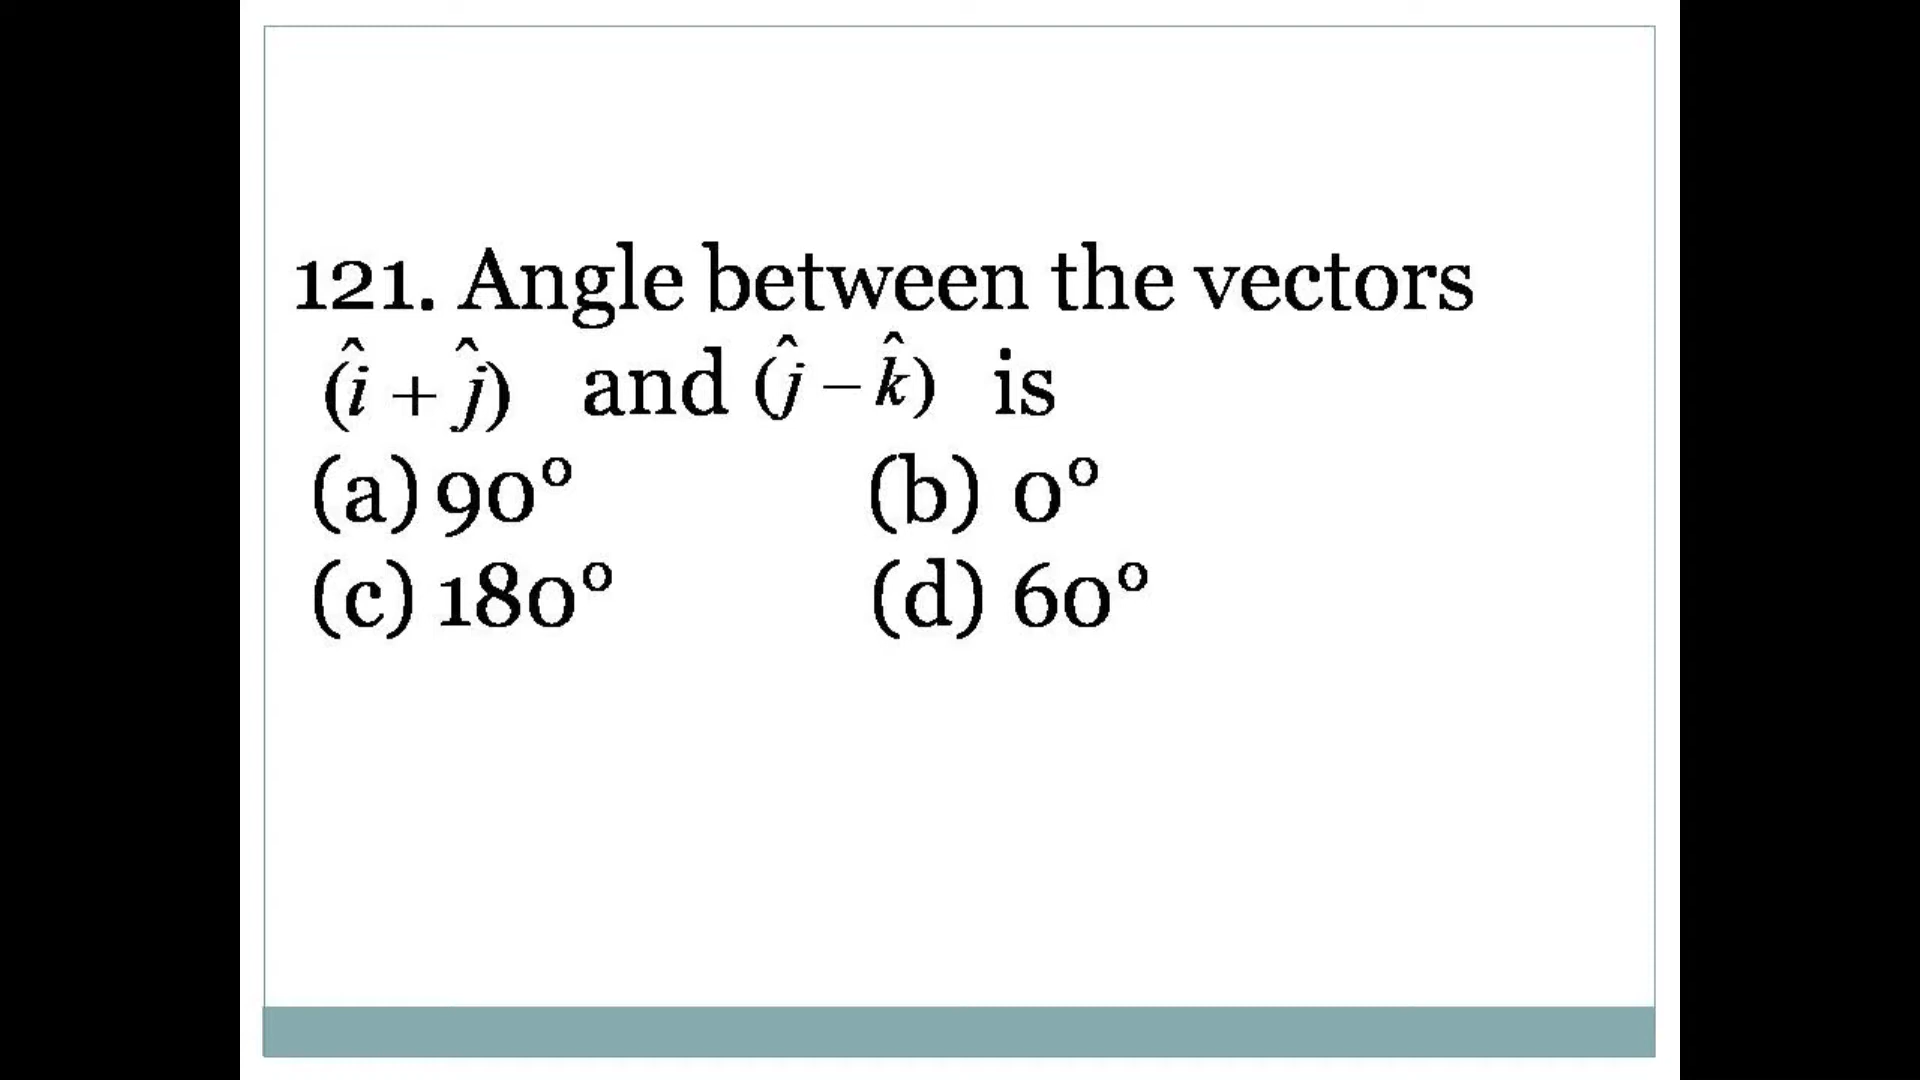 121. Angle between the vectors
(î + ĵ) and (ĵ – k̂) is
(a) 90° (b) 0°
(c) 180° (d) 60°